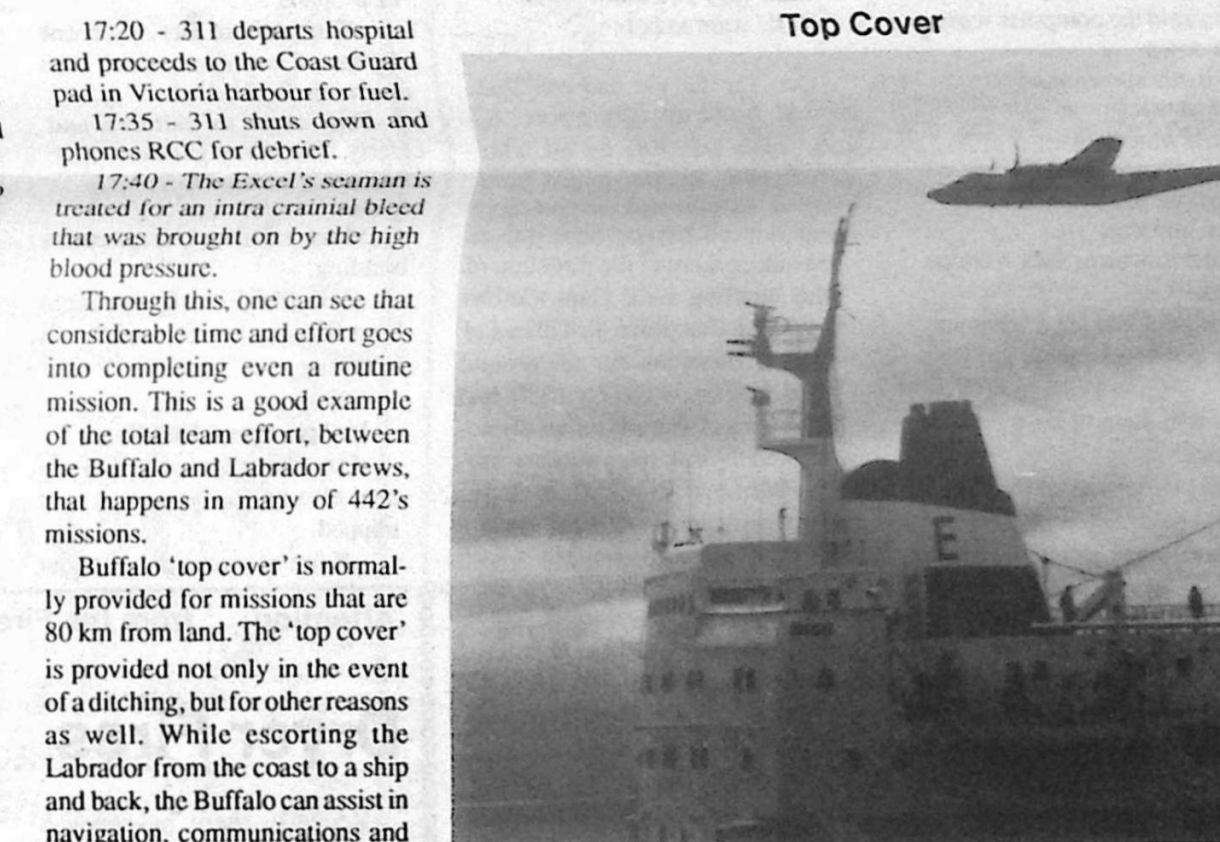 17:20 - 311 departs hospital
and proceeds to the Coast Guard
pad in Victoria harbour for fuel.
17:35 - 311 shuts down and
phones RCC for debrief.
17:40 - The Excel's seaman is
treated for an intra crainial bleed
that was brought on by the high
blood pressure.
Through this, one can see that
considerable time and effort goes
into completing even a routine
mission. This is a good example
of the total team effort, between
the Buffalo and Labrador crews,
that happens in many of 442's
missions.
Buffalo 'top cover' is normal-
ly provided for missions that are
80 km from land. The 'top cover'
is provided not only in the event
of a ditching, but for other reasons
as well. While escorting the
Labrador from the coast to a ship
and back, the Buffalo can assist in
navigation, communications and
Top Cover
E